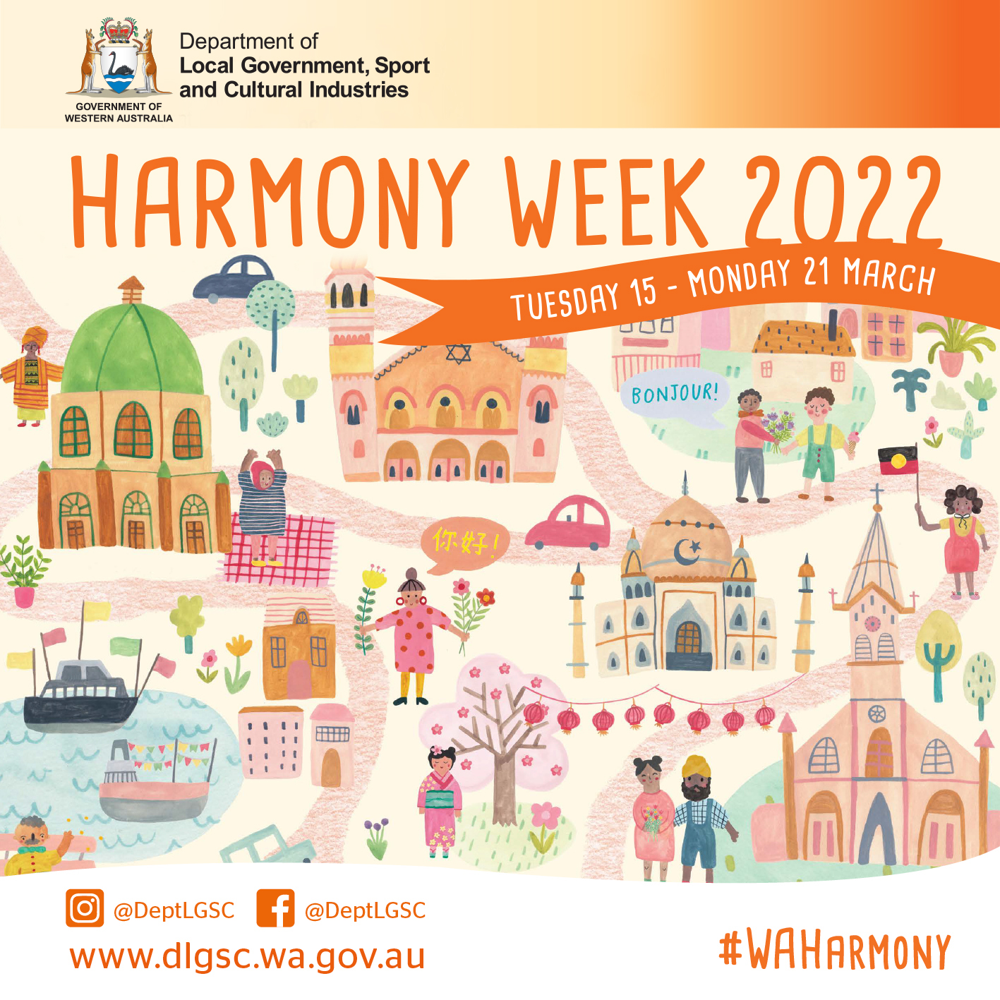 Department of
Local Government, Sport
and Cultural Industries
GOVERNMENT OF
WESTERN AUSTRALIA
HARMONY WEEK 2022
TUESDAY 15 - MONDAY 21 MARCH
BONJOUR!
你好!
@DeptLGSC
@DeptLGSC
www.dlgsc.wa.gov.au
#WAHARMONY